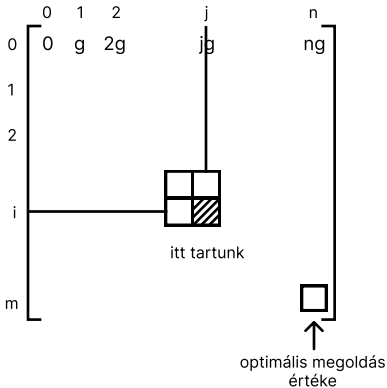 0 1 2 j n
0 0 g 2g jg ng
1
2
i
itt tartunk
m
optimális megoldás
értéke